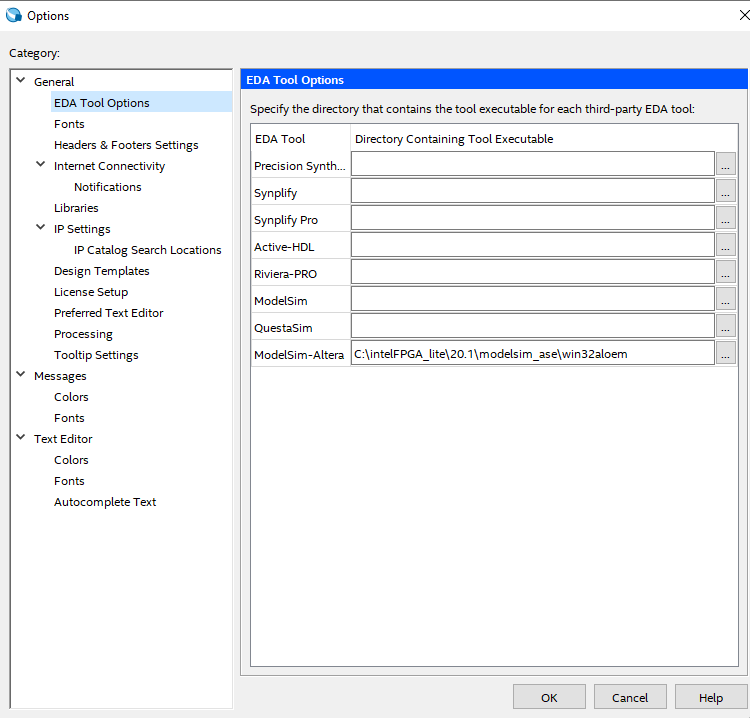 Options
Category:
General
EDA Tool Options
Fonts
Headers & Footers Settings
Internet Connectivity
Notifications
Libraries
IP Settings
IP Catalog Search Locations
Design Templates
License Setup
Preferred Text Editor
Processing
Tooltip Settings
Messages
Colors
Fonts
Text Editor
Colors
Fonts
Autocomplete Text
EDA Tool Options
Specify the directory that contains the tool executable for each third-party EDA tool:
EDA Tool Directory Containing Tool Executable
Precision Synth... ...
Synplify ...
Synplify Pro ...
Active-HDL ...
Riviera-PRO ...
ModelSim ...
QuestaSim ...
ModelSim-Altera C:\intelFPGA_lite\20.1\modelsim_ase\win32aloem ...
OK Cancel Help